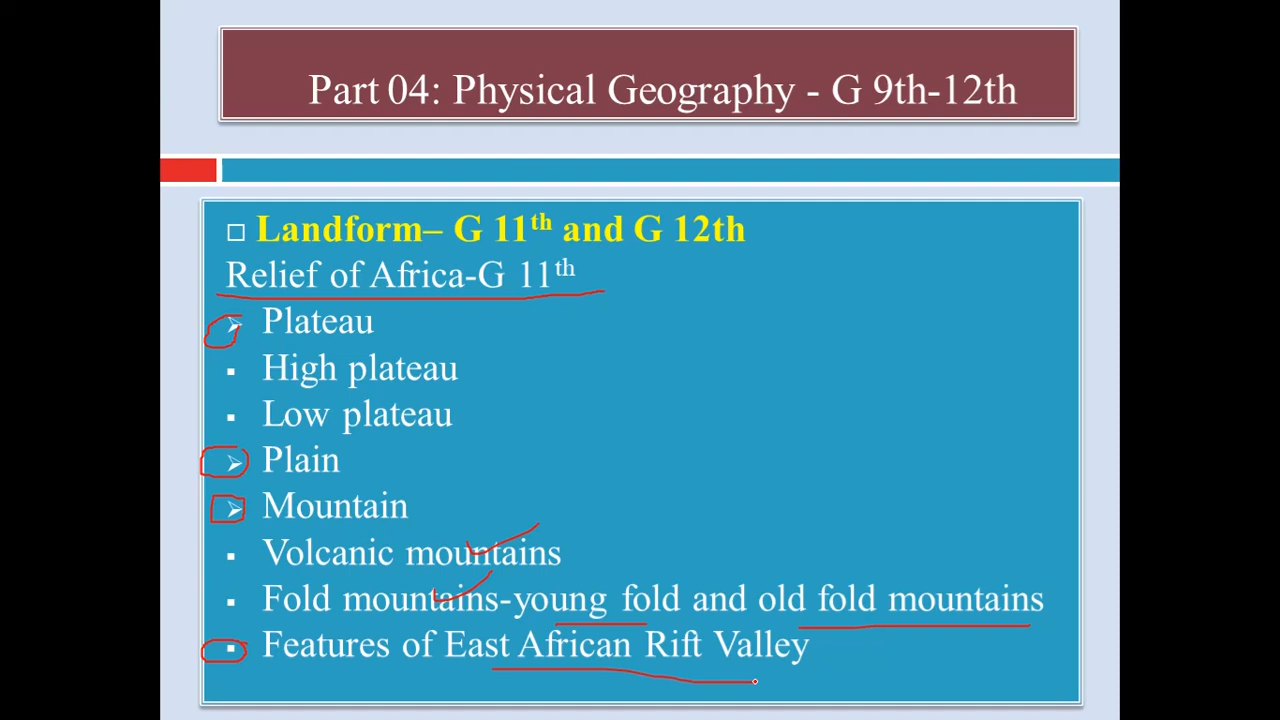 Part 04: Physical Geography - G 9th-12th
Landform– G 11th and G 12th
Relief of Africa-G 11th
Plateau
High plateau
Low plateau
Plain
Mountain
Volcanic mountains
Fold mountains-young fold and old fold mountains
Features of East African Rift Valley